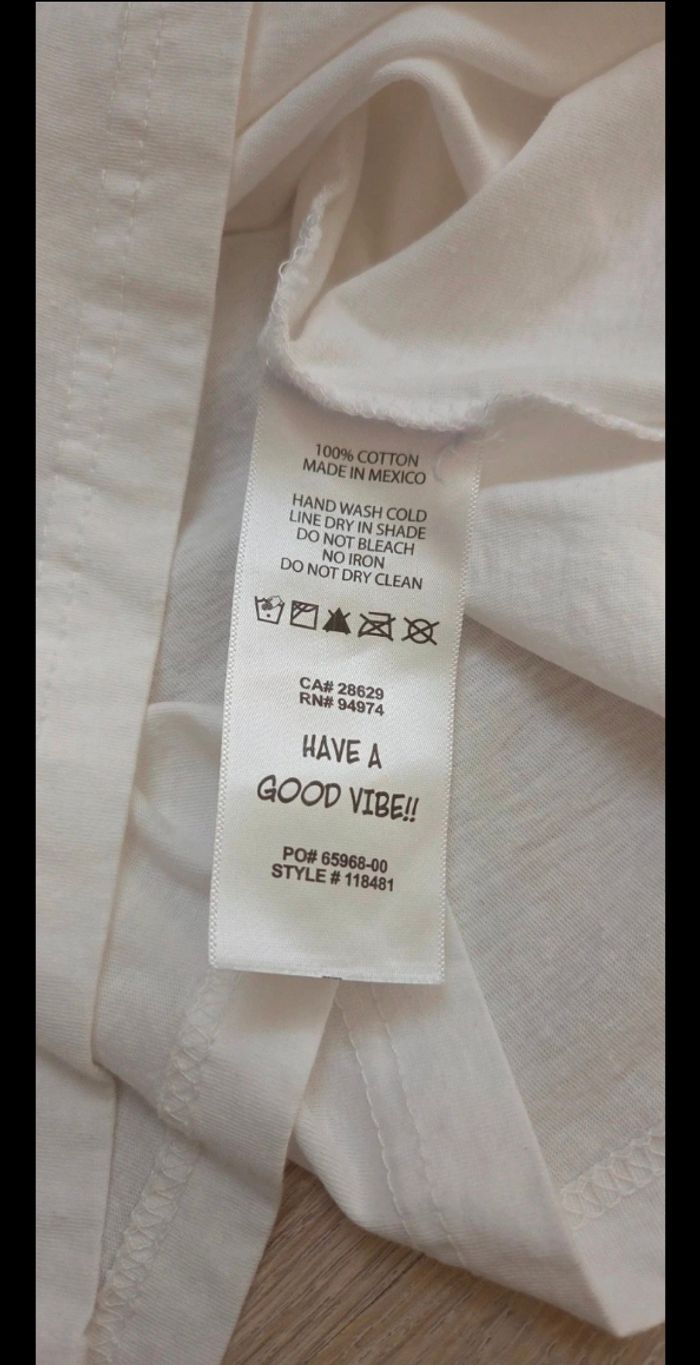 100% COTTON
MADE IN MEXICO
HAND WASH COLD
LINE DRY IN SHADE
DO NOT BLEACH
NO IRON
DO NOT DRY CLEAN
CA# 28629
RN# 94974
HAVE A
GOOD VIBE!!
PO# 65968-00
STYLE # 118481